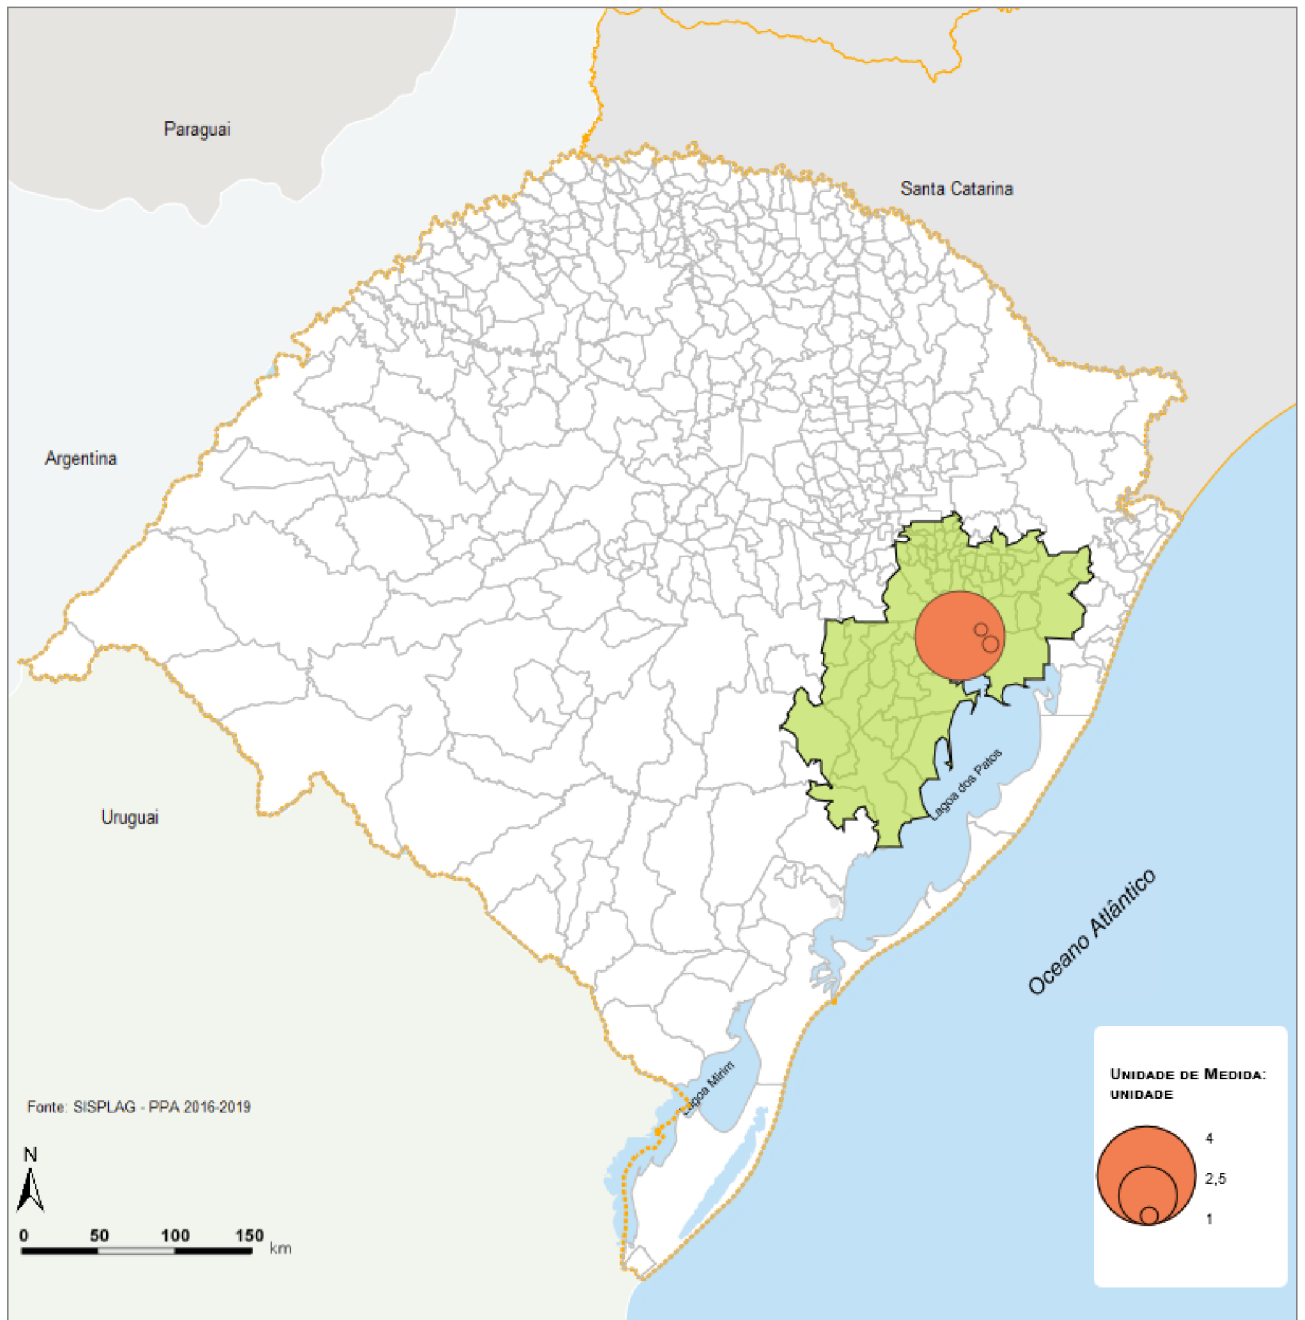 Paraguai
Santa Catarina
Argentina
Uruguai
Lagoa dos Patos
Oceano Atlântico
Lagoa Mirim
Fonte: SISPLAG - PPA 2016-2019
N
0 50 100 150
km
UNIDADE DE MEDIDA:
UNIDADE
4
2,5
1